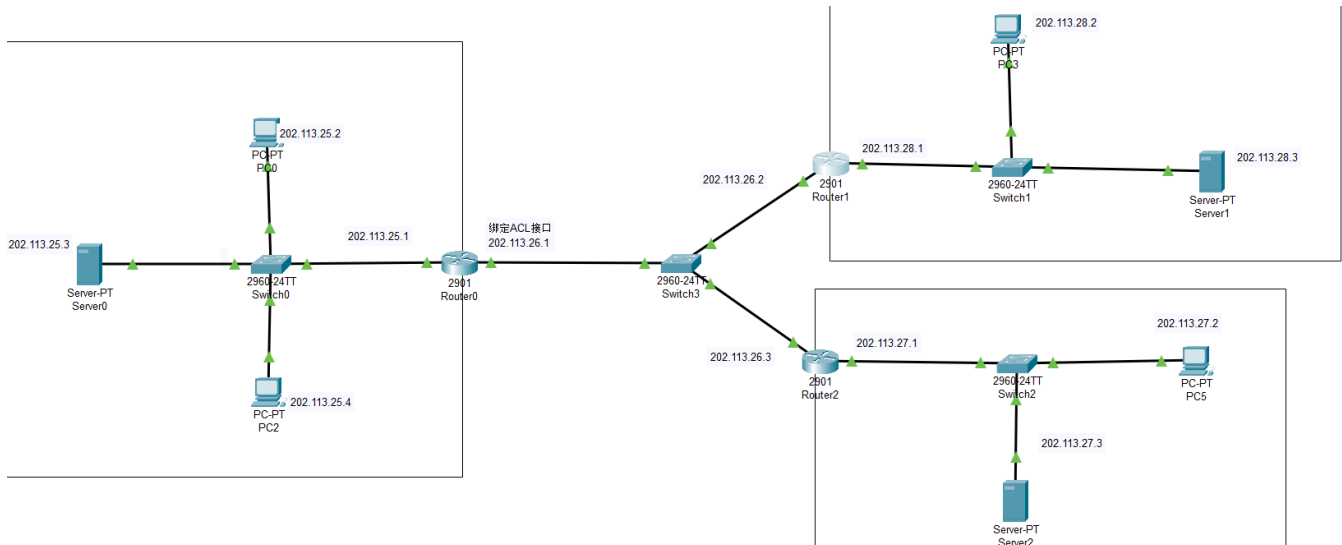 202.113.25.2
PC-PT
PC0
202.113.25.3
Server-PT
Server0
2960-24TT
Switch0
202.113.25.4
PC-PT
PC2
202.113.25.1
2901
Router0
绑定ACL接口
202.113.26.1
2960-24TT
Switch3
202.113.26.2
2901
Router1
202.113.28.1
202.113.28.2
PC-PT
PC3
2960-24TT
Switch1
202.113.28.3
Server-PT
Server1
202.113.26.3
2901
Router2
202.113.27.1
2960-24TT
Switch2
202.113.27.2
PC-PT
PC5
202.113.27.3
Server-PT
Server2